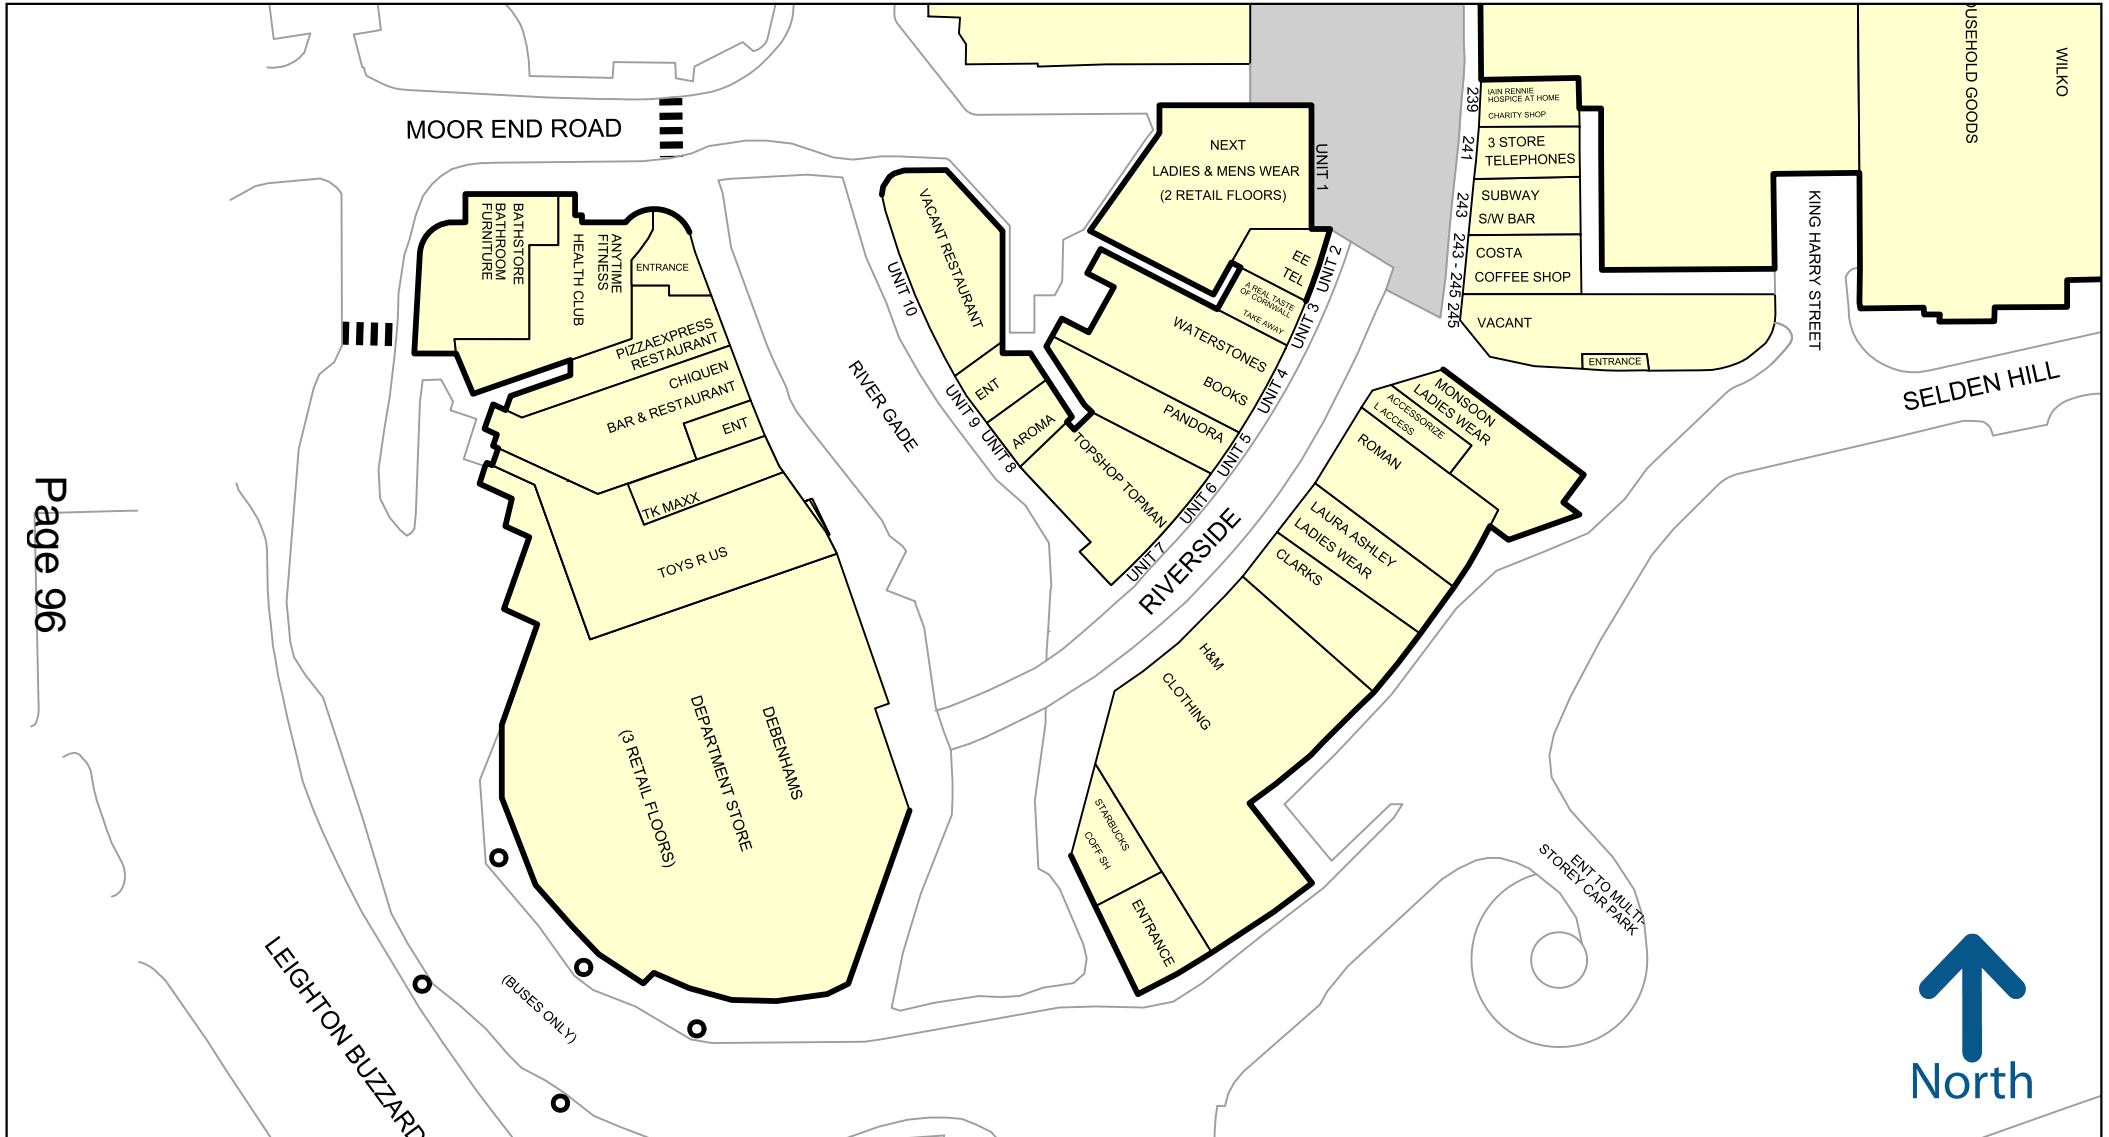 MOOR END ROAD
NEXT
LADIES & MENS WEAR
(2 RETAIL FLOORS)
UNIT 1
239
IAIN RENNIE
HOSPICE AT HOME
CHARITY SHOP
241
3 STORE
TELEPHONES
243
SUBWAY
S/W BAR
243 - 245
COSTA
COFFEE SHOP
245
VACANT
ENTRANCE
OUSEHOLD GOODS
WILKO
KING HARRY STREET
SELDEN HILL
BATHSTORE
BATHROOM
FURNITURE
ANYTIME
FITNESS
HEALTH CLUB
ENTRANCE
PIZZAEXPRESS
RESTAURANT
CHIQUEN
BAR & RESTAURANT
ENT
TK MAXX
TOYS R US
DEBENHAMS
DEPARTMENT STORE
(3 RETAIL FLOORS)
RIVER GADE
VACANT RESTAURANT
UNIT 10
ENT
UNIT 9
AROMA
UNIT 8
EE
TEL
UNIT 2
A REAL TASTE
OF CORNWALL
TAKE AWAY
UNIT 3
WATERSTONES
BOOKS
UNIT 4
PANDORA
UNIT 5
TOPSHOP TOPMAN
UNIT 6
UNIT 7
RIVERSIDE
MONSOON
LADIES WEAR
ACCESSORIZE
L ACCESS
ROMAN
LAURA ASHLEY
LADIES WEAR
CLARKS
H&M
CLOTHING
STARBUCKS
COFF SH
ENTRANCE
ENT TO MULTI-
STOREY CAR PARK
Page 96
(BUSES ONLY)
LEIGHTON BUZZARD
North